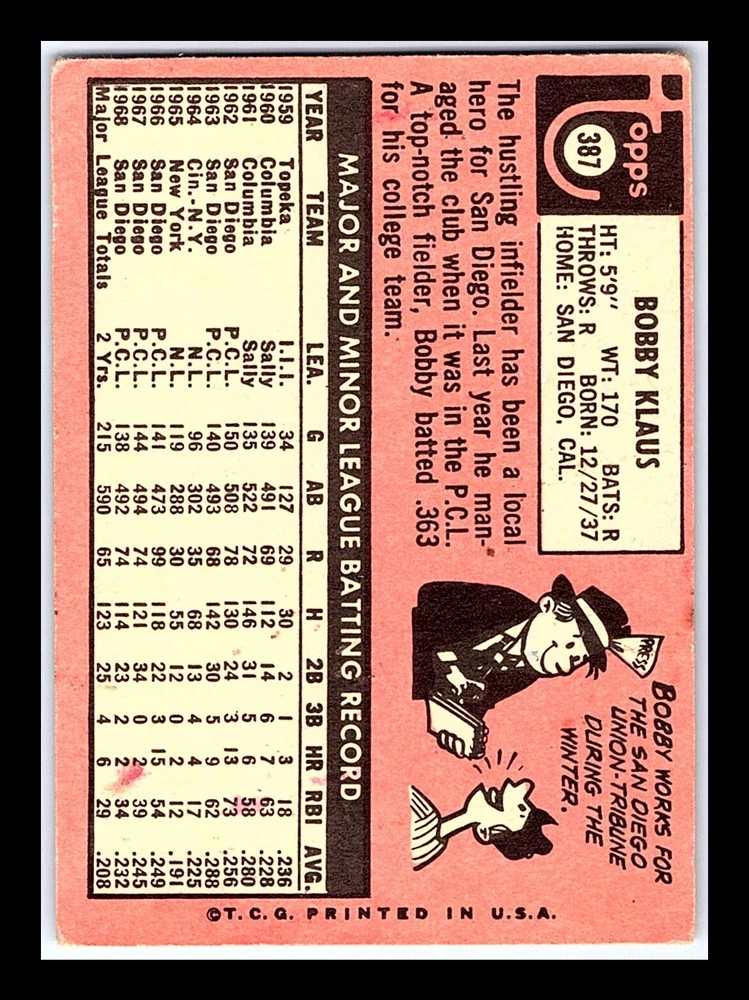 Topps
387
BOBBY KLAUS
HT: 5'9" WT: 170 BATS: R
THROWS: R BORN: 12/27/37
HOME: SAN DIEGO, CAL.
The hustling infielder has been a local
hero for San Diego. Last year he man-
aged the club when it was in the P.C.L.
A top-notch fielder, Bobby batted .363
for his college team.
PRESS
BOBBY WORKS FOR
THE SAN DIEGO
UNION-TRIBUNE
DURING THE
WINTER.
MAJOR AND MINOR LEAGUE BATTING RECORD
YEAR TEAM LEA. G AB R H 2B 3B HR RBI AVG.
1959 Topeka I.I.I. 34 127 29 30 2 1 3 18 .236
1960 Columbia Sally 139 491 69 112 14 6 7 63 .228
1961 Columbia Sally 135 522 72 146 31 5 6 58 .280
1962 San Diego P.C.L. 150 508 78 130 24 3 13 73 .256
1963 San Diego P.C.L. 140 493 68 142 30 5 9 62 .288
1964 Cin.-N.Y. N.L. 96 302 35 68 13 4 4 17 .225
1965 New York N.L. 119 288 30 55 12 0 2 12 .191
1966 San Diego P.C.L. 141 473 99 118 22 3 15 54 .249
1967 San Diego P.C.L. 144 494 74 121 34 0 2 39 .245
1968 San Diego P.C.L. 138 492 74 114 23 2 2 34 .232
Major League Totals 2 Yrs. 215 590 65 123 25 4 6 29 .208
©T.C.G. PRINTED IN U.S.A.